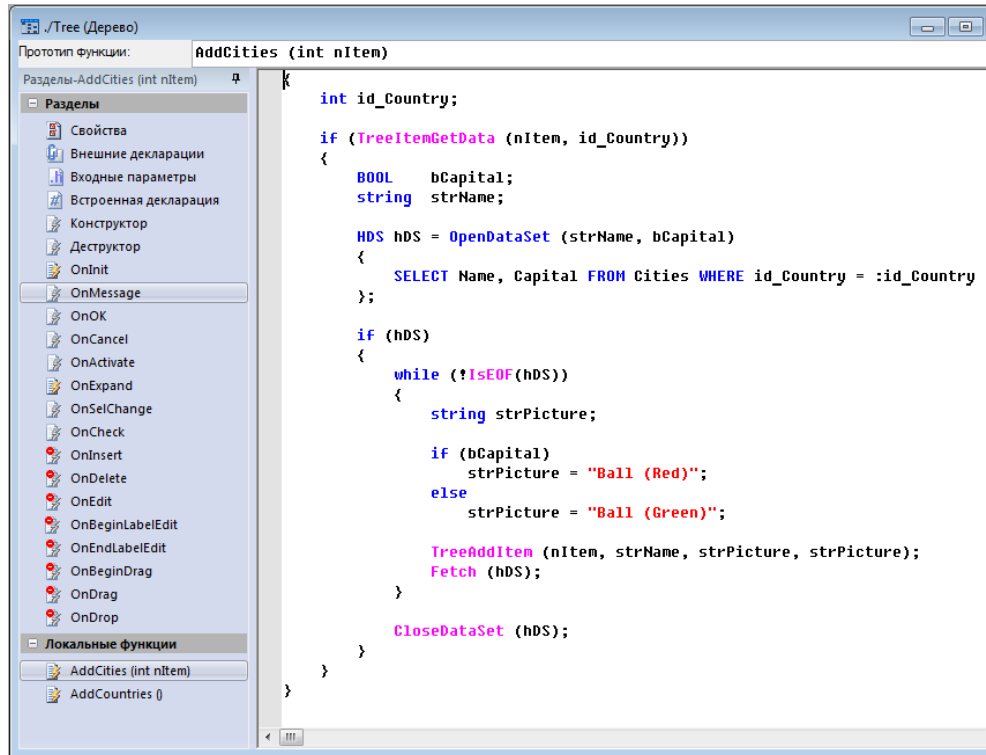 ./Tree (Дерево)
Прототип функции: AddCities (int nItem)
Разделы-AddCities (int nItem)
Разделы
Свойства
Внешние декларации
Входные параметры
Встроенная декларация
Конструктор
Деструктор
OnInit
OnMessage
OnOK
OnCancel
OnActivate
OnExpand
OnSelChange
OnCheck
OnInsert
OnDelete
OnEdit
OnBeginLabelEdit
OnEndLabelEdit
OnBeginDrag
OnDrag
OnDrop
Локальные функции
AddCities (int nItem)
AddCountries ()
{
int id_Country;
if (TreeItemGetData (nItem, id_Country))
{
BOOL bCapital;
string strName;
HDS hDS = OpenDataSet (strName, bCapital)
{
SELECT Name, Capital FROM Cities WHERE id_Country = :id_Country
};
if (hDS)
{
while (!IsEOF(hDS))
{
string strPicture;
if (bCapital)
strPicture = "Ball (Red)";
else
strPicture = "Ball (Green)";
TreeAddItem (nItem, strName, strPicture, strPicture);
Fetch (hDS);
}
CloseDataSet (hDS);
}
}
}